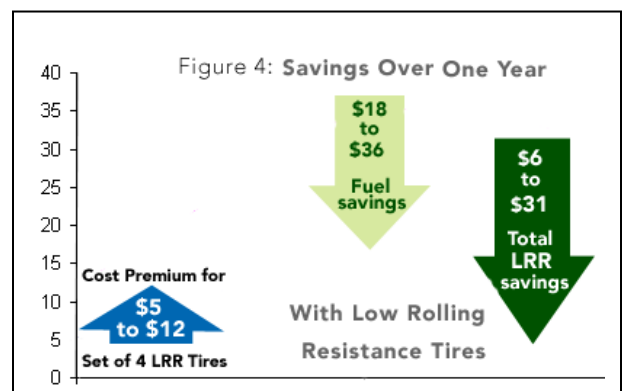 Figure 4: Savings Over One Year
40
35
30
25
20
15
10
5
0
Cost Premium for
$5
to $12
Set of 4 LRR Tires
$18
to
$36
Fuel
savings
$6
to
$31
Total
LRR
savings
With Low Rolling
Resistance Tires